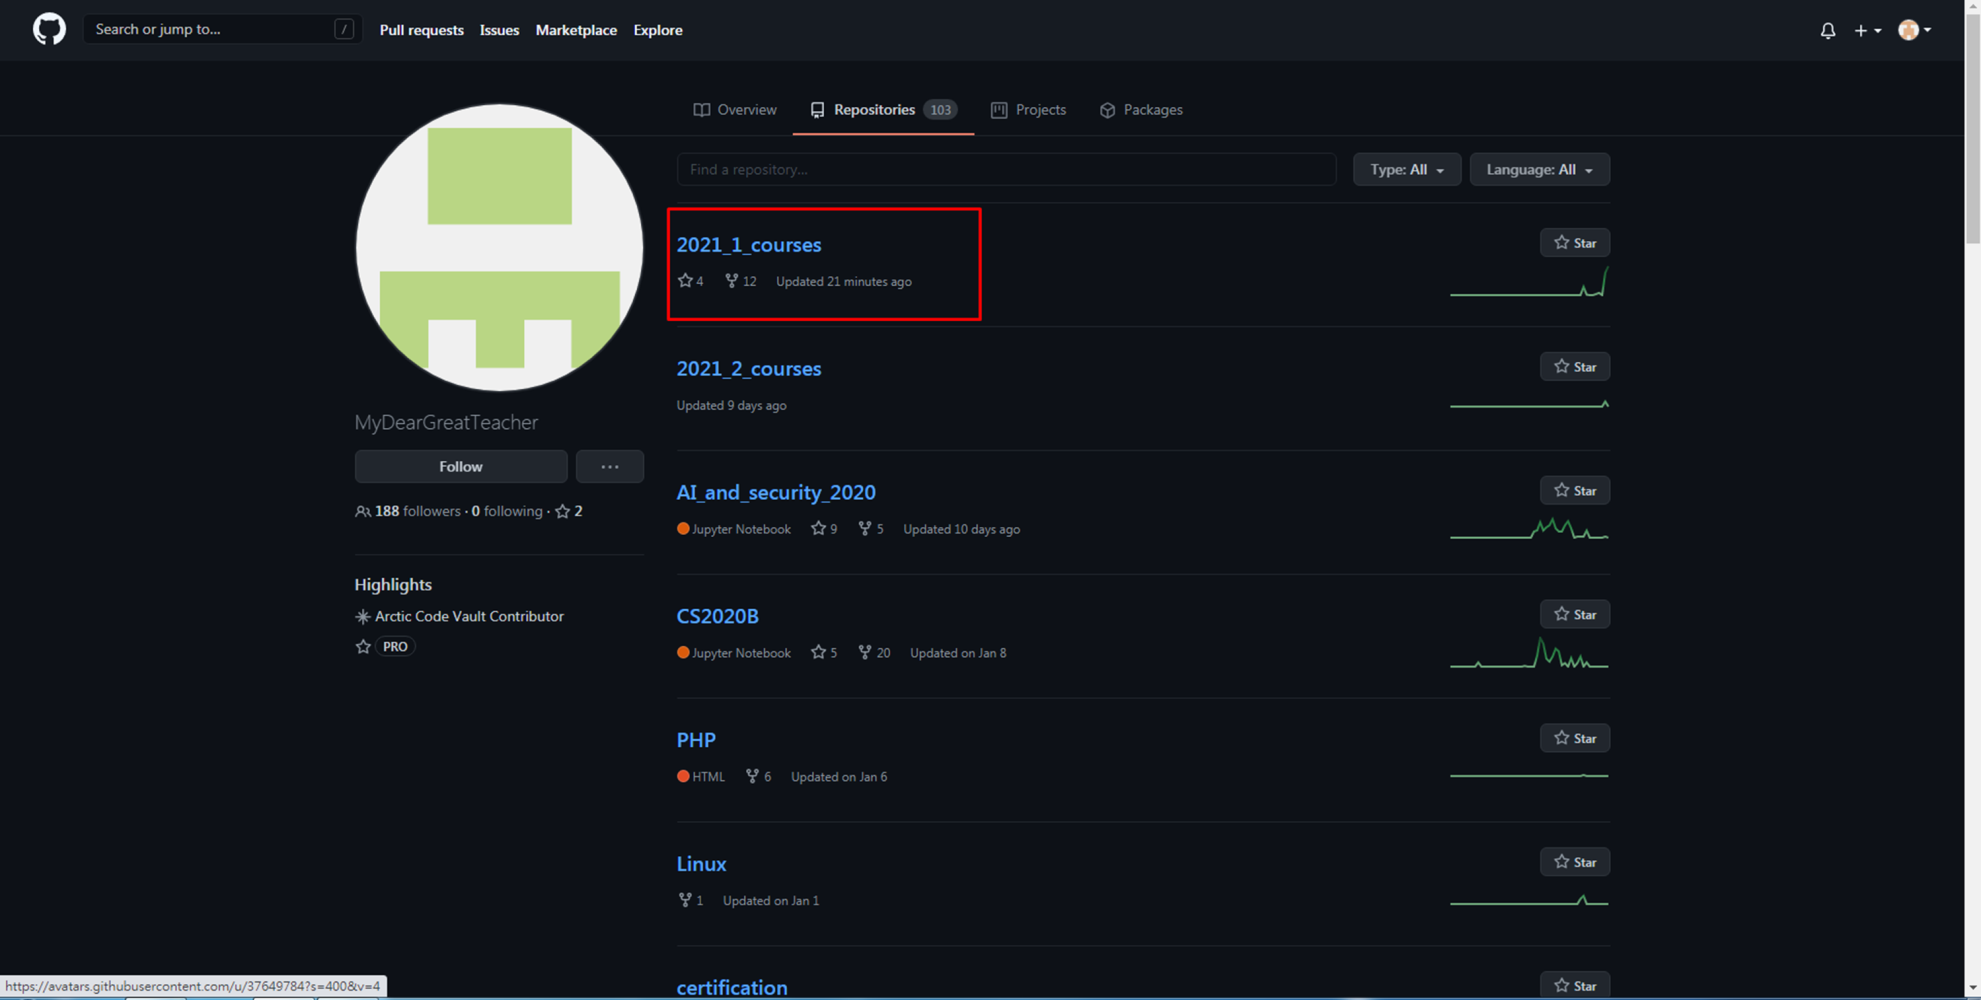 Search or jump to... /
Pull requests Issues Marketplace Explore
Overview Repositories 103 Projects Packages
Find a repository... Type: All Language: All
2021_1_courses
Star
4 12 Updated 21 minutes ago
2021_2_courses
Star
Updated 9 days ago
MyDearGreatTeacher
Follow ...
188 followers · 0 following · 2
Highlights
Arctic Code Vault Contributor
PRO
AI_and_security_2020
Star
Jupyter Notebook 9 5 Updated 10 days ago
CS2020B
Star
Jupyter Notebook 5 20 Updated on Jan 8
PHP
Star
HTML 6 Updated on Jan 6
Linux
Star
1 Updated on Jan 1
certification
Star
https://avatars.githubusercontent.com/u/37649784?s=400&v=4